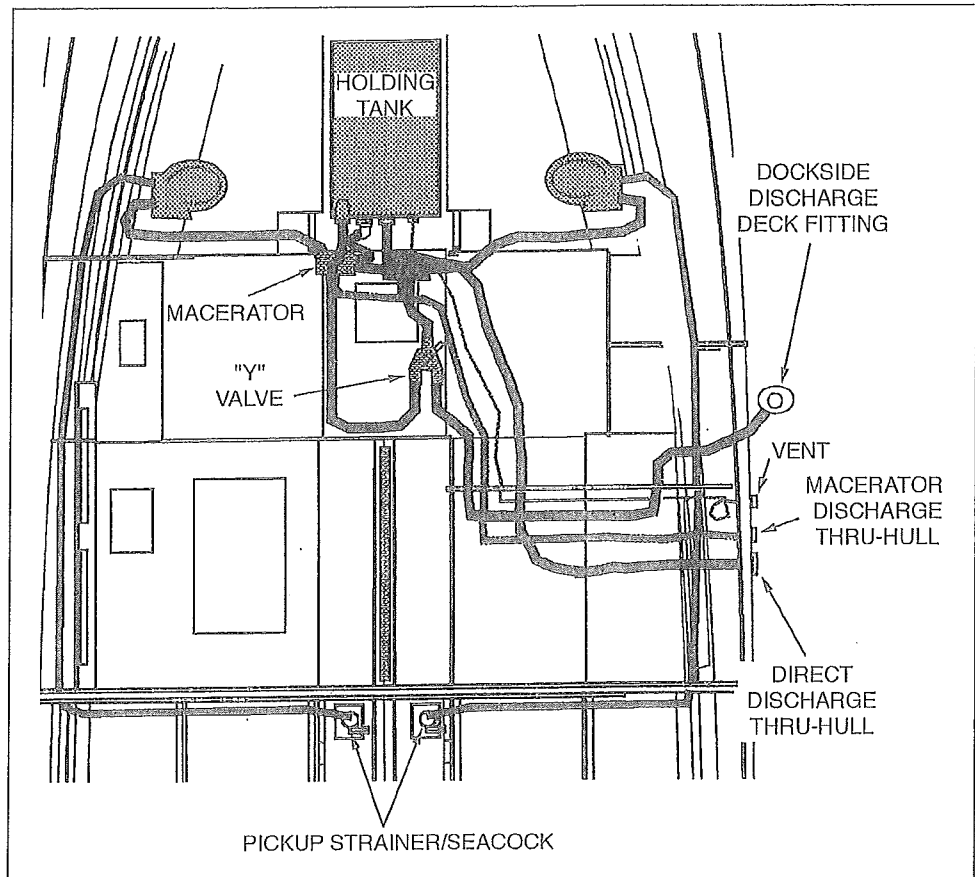 HOLDING
TANK
DOCKSIDE
DISCHARGE
DECK FITTING
MACERATOR
"Y"
VALVE
VENT
MACERATOR
DISCHARGE
THRU-HULL
DIRECT
DISCHARGE
THRU-HULL
PICKUP STRAINER/SEACOCK